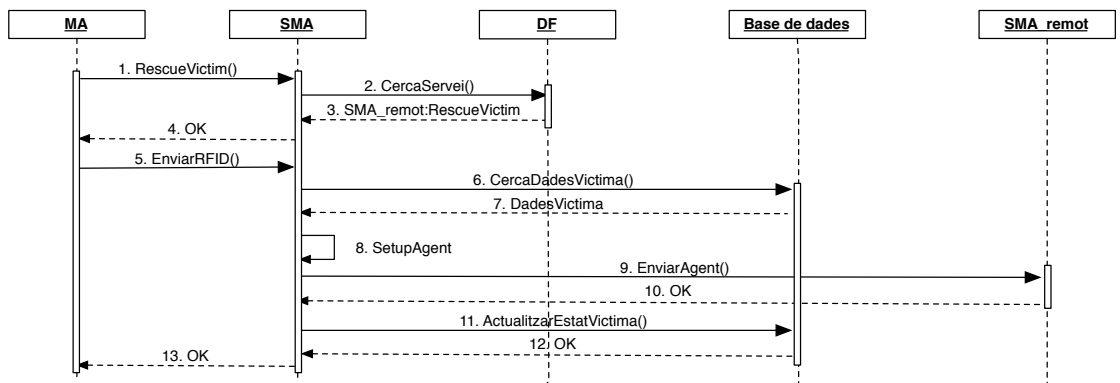 MA
SMA
DF
Base de dades
SMA_remot
1. RescueVictim()
2. CercaServei()
3. SMA_remot:RescueVictim
4. OK
5. EnviarRFID()
6. CercaDadesVictima()
7. DadesVictima
8. SetupAgent
9. EnviarAgent()
10. OK
11. ActualitzarEstatVictima()
12. OK
13. OK